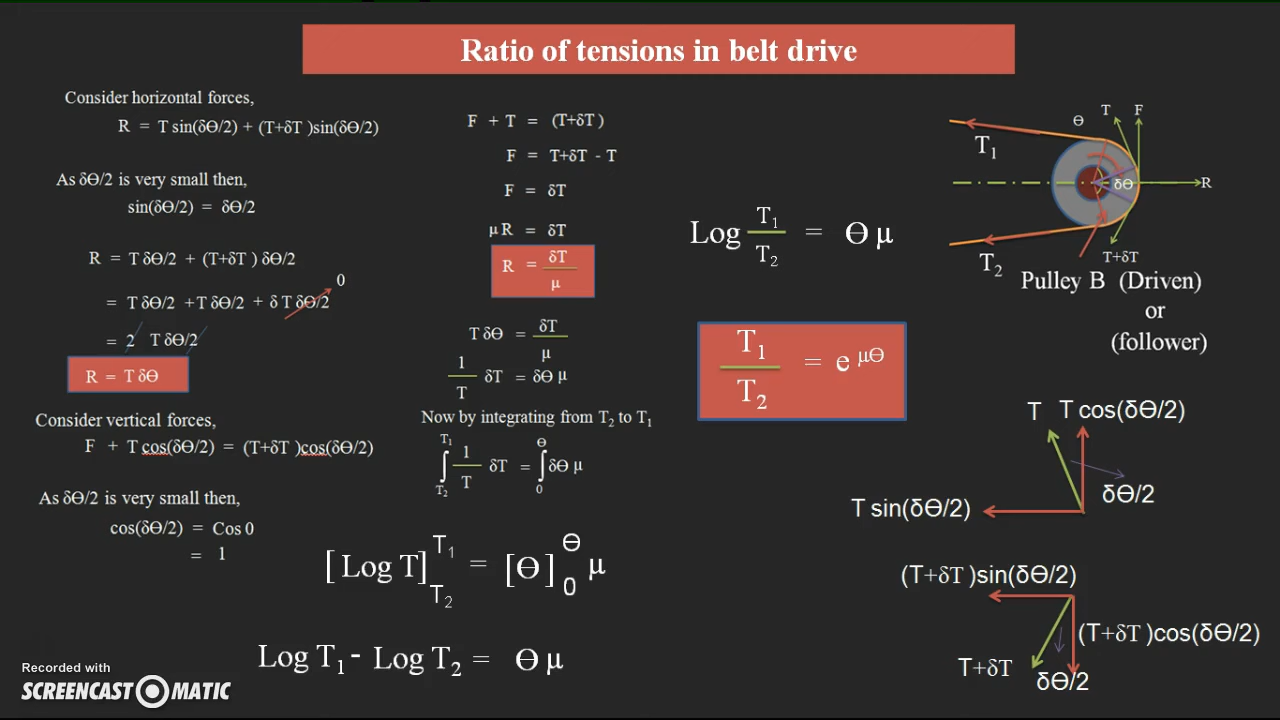 Ratio of tensions in belt drive
Consider horizontal forces,
R = T sin(δϴ/2) + (T+δT )sin(δϴ/2)
As δϴ/2 is very small then,
sin(δϴ/2) = δϴ/2
R = T δϴ/2 + (T+δT ) δϴ/2
= T δϴ/2 +T δϴ/2 + δ T δϴ/2
0
= 2 T δϴ/2
R = T δϴ
Consider vertical forces,
F + T cos(δϴ/2) = (T+δT )cos(δϴ/2)
As δϴ/2 is very small then,
cos(δϴ/2) = Cos 0
= 1
F + T = (T+δT )
F = T+δT - T
F = δT
μ R = δT
R = δT / μ
T δϴ = δT / μ
1 / T δT = δϴ μ
Now by integrating from T₂ to T₁
∫ T₁ T₂ 1 / T δT = ∫ ϴ 0 δϴ μ
[ Log T] T₁ T₂ = [ϴ] ϴ 0 μ
Log T₁ - Log T₂ = ϴ μ
Log T₁ / T₂ = ϴ μ
T₁ / T₂ = e^μϴ
ϴ
T
F
T₁
δϴ
R
T₂
T+δT
Pulley B (Driven)
or
(follower)
T T cos(δϴ/2)
δϴ/2
T sin(δϴ/2)
(T+δT )sin(δϴ/2)
(T+δT )cos(δϴ/2)
T+δT
δϴ/2
Recorded with
SCREENCAST-O-MATIC